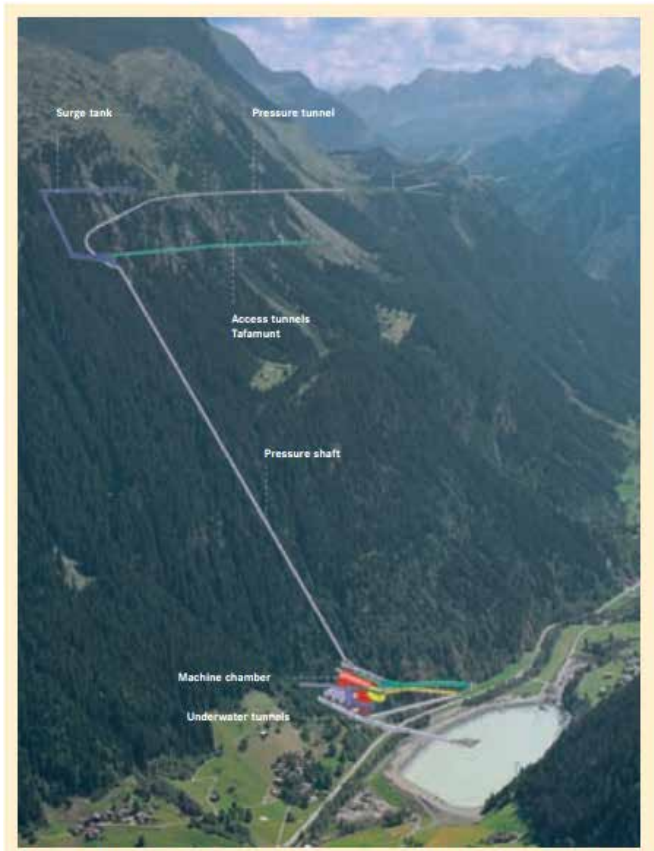 Surge tank
Pressure tunnel
Access tunnels
Tafamunt
Pressure shaft
Machine chamber
Underwater tunnels